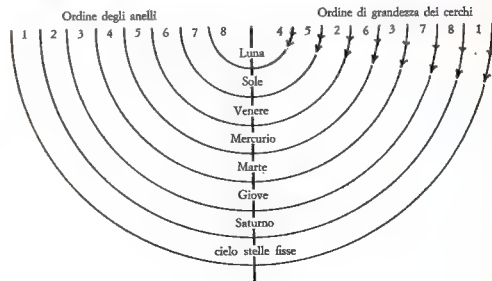 Ordine degli anelli
Ordine di grandezza dei cerchi
1 2 3 4 5 6 7 8
4 5 2 6 3 7 8 1
Luna
Sole
Venere
Mercurio
Marte
Giove
Saturno
cielo stelle fisse